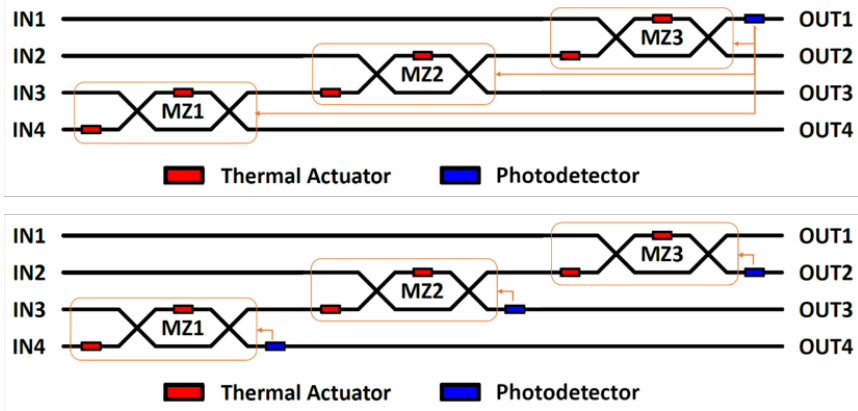 IN1 OUT1
MZ3
IN2 OUT2
MZ2
IN3 OUT3
MZ1
IN4 OUT4
Thermal Actuator Photodetector
IN1 OUT1
MZ3
IN2 OUT2
MZ2
IN3 OUT3
MZ1
IN4 OUT4
Thermal Actuator Photodetector